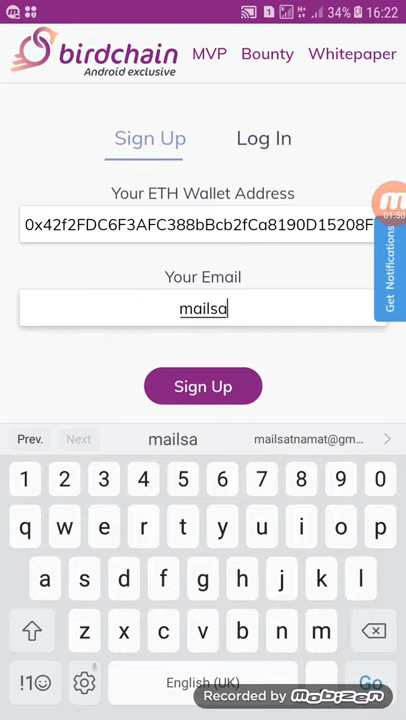 34% 16:22
birdchain MVP Bounty Whitepaper
Android exclusive
Sign Up Log In
Your ETH Wallet Address
0x42f2FDC6F3AFC388bBcb2fCa8190D15208F
01:50
Get Notifications
Your Email
mailsa
Sign Up
Prev. Next mailsa mailsatnamat@gm...
1 2 3 4 5 6 7 8 9 0
q w e r t y u i o p
a s d f g h j k l
z x c v b n m
!1☺ English (UK) Go
Recorded by mobizen